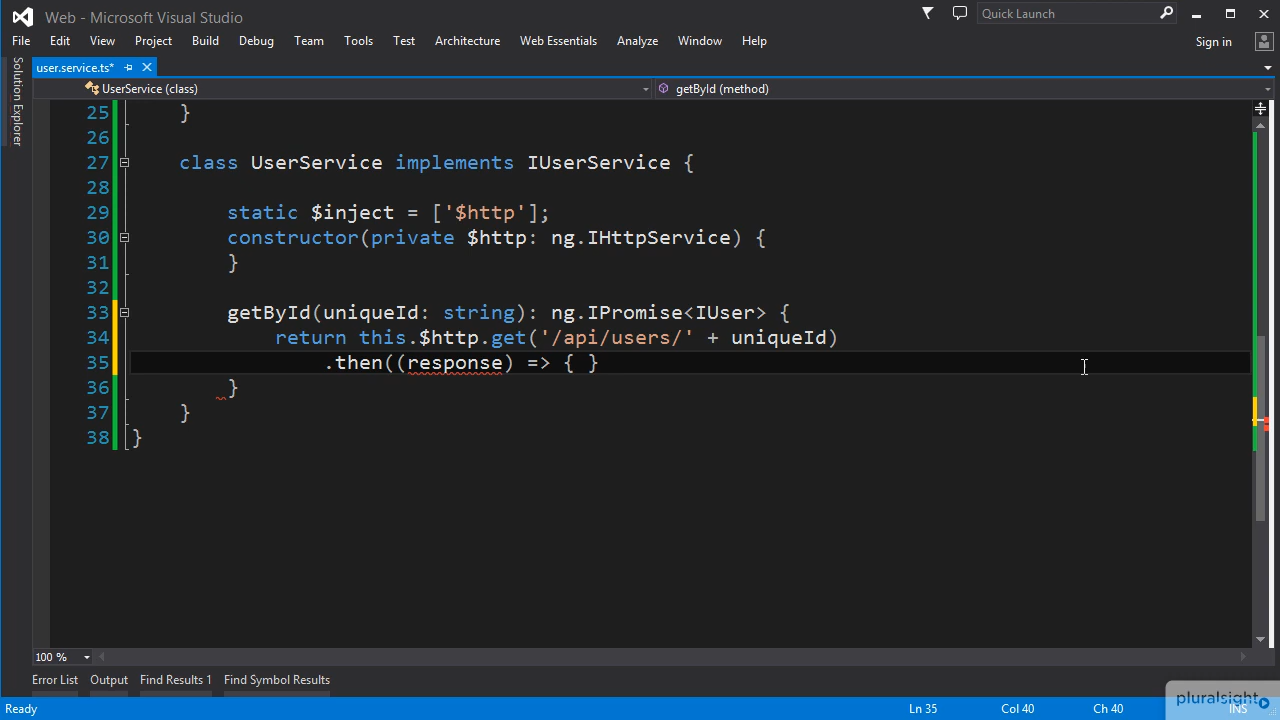 Web - Microsoft Visual Studio
Quick Launch
File Edit View Project Build Debug Team Tools Test Architecture Web Essentials Analyze Window Help
Sign in
Solution Explorer
user.service.ts*
UserService (class)
getById (method)
25 }
26
27 class UserService implements IUserService {
28
29 static $inject = ['$http'];
30 constructor(private $http: ng.IHttpService) {
31 }
32
33 getById(uniqueId: string): ng.IPromise<IUser> {
34 return this.$http.get('/api/users/' + uniqueId)
35 .then((response) => { }
36 }
37 }
38 }
100 %
Error List Output Find Results 1 Find Symbol Results
pluralsight
Ready Ln 35 Col 40 Ch 40 INS